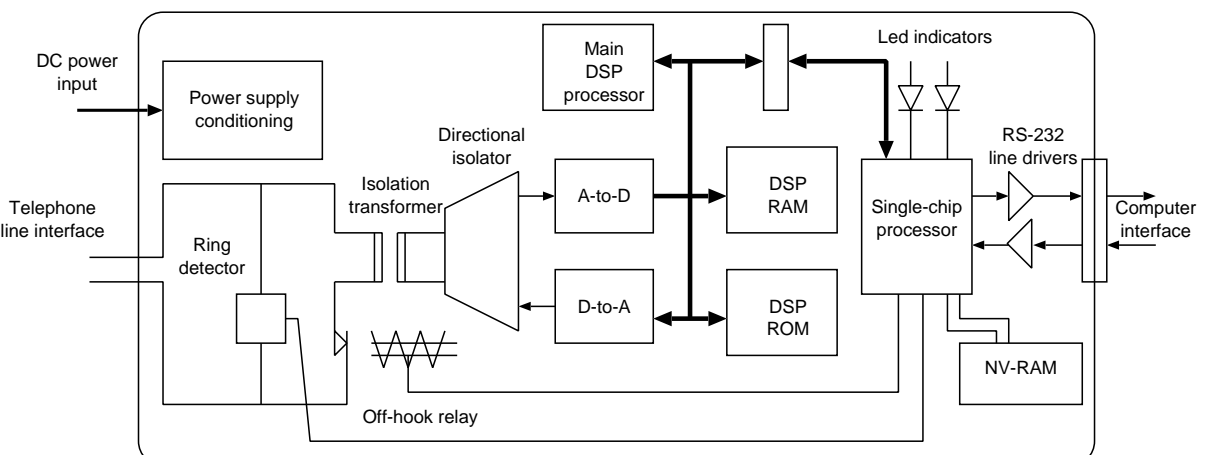 DC power
input
Power supply
conditioning
Main
DSP
processor
Led indicators
Directional
isolator
RS-232
line drivers
Telephone
line interface
Isolation
transformer
A-to-D
DSP
RAM
Single-chip
processor
Computer
interface
Ring
detector
D-to-A
DSP
ROM
NV-RAM
Off-hook relay